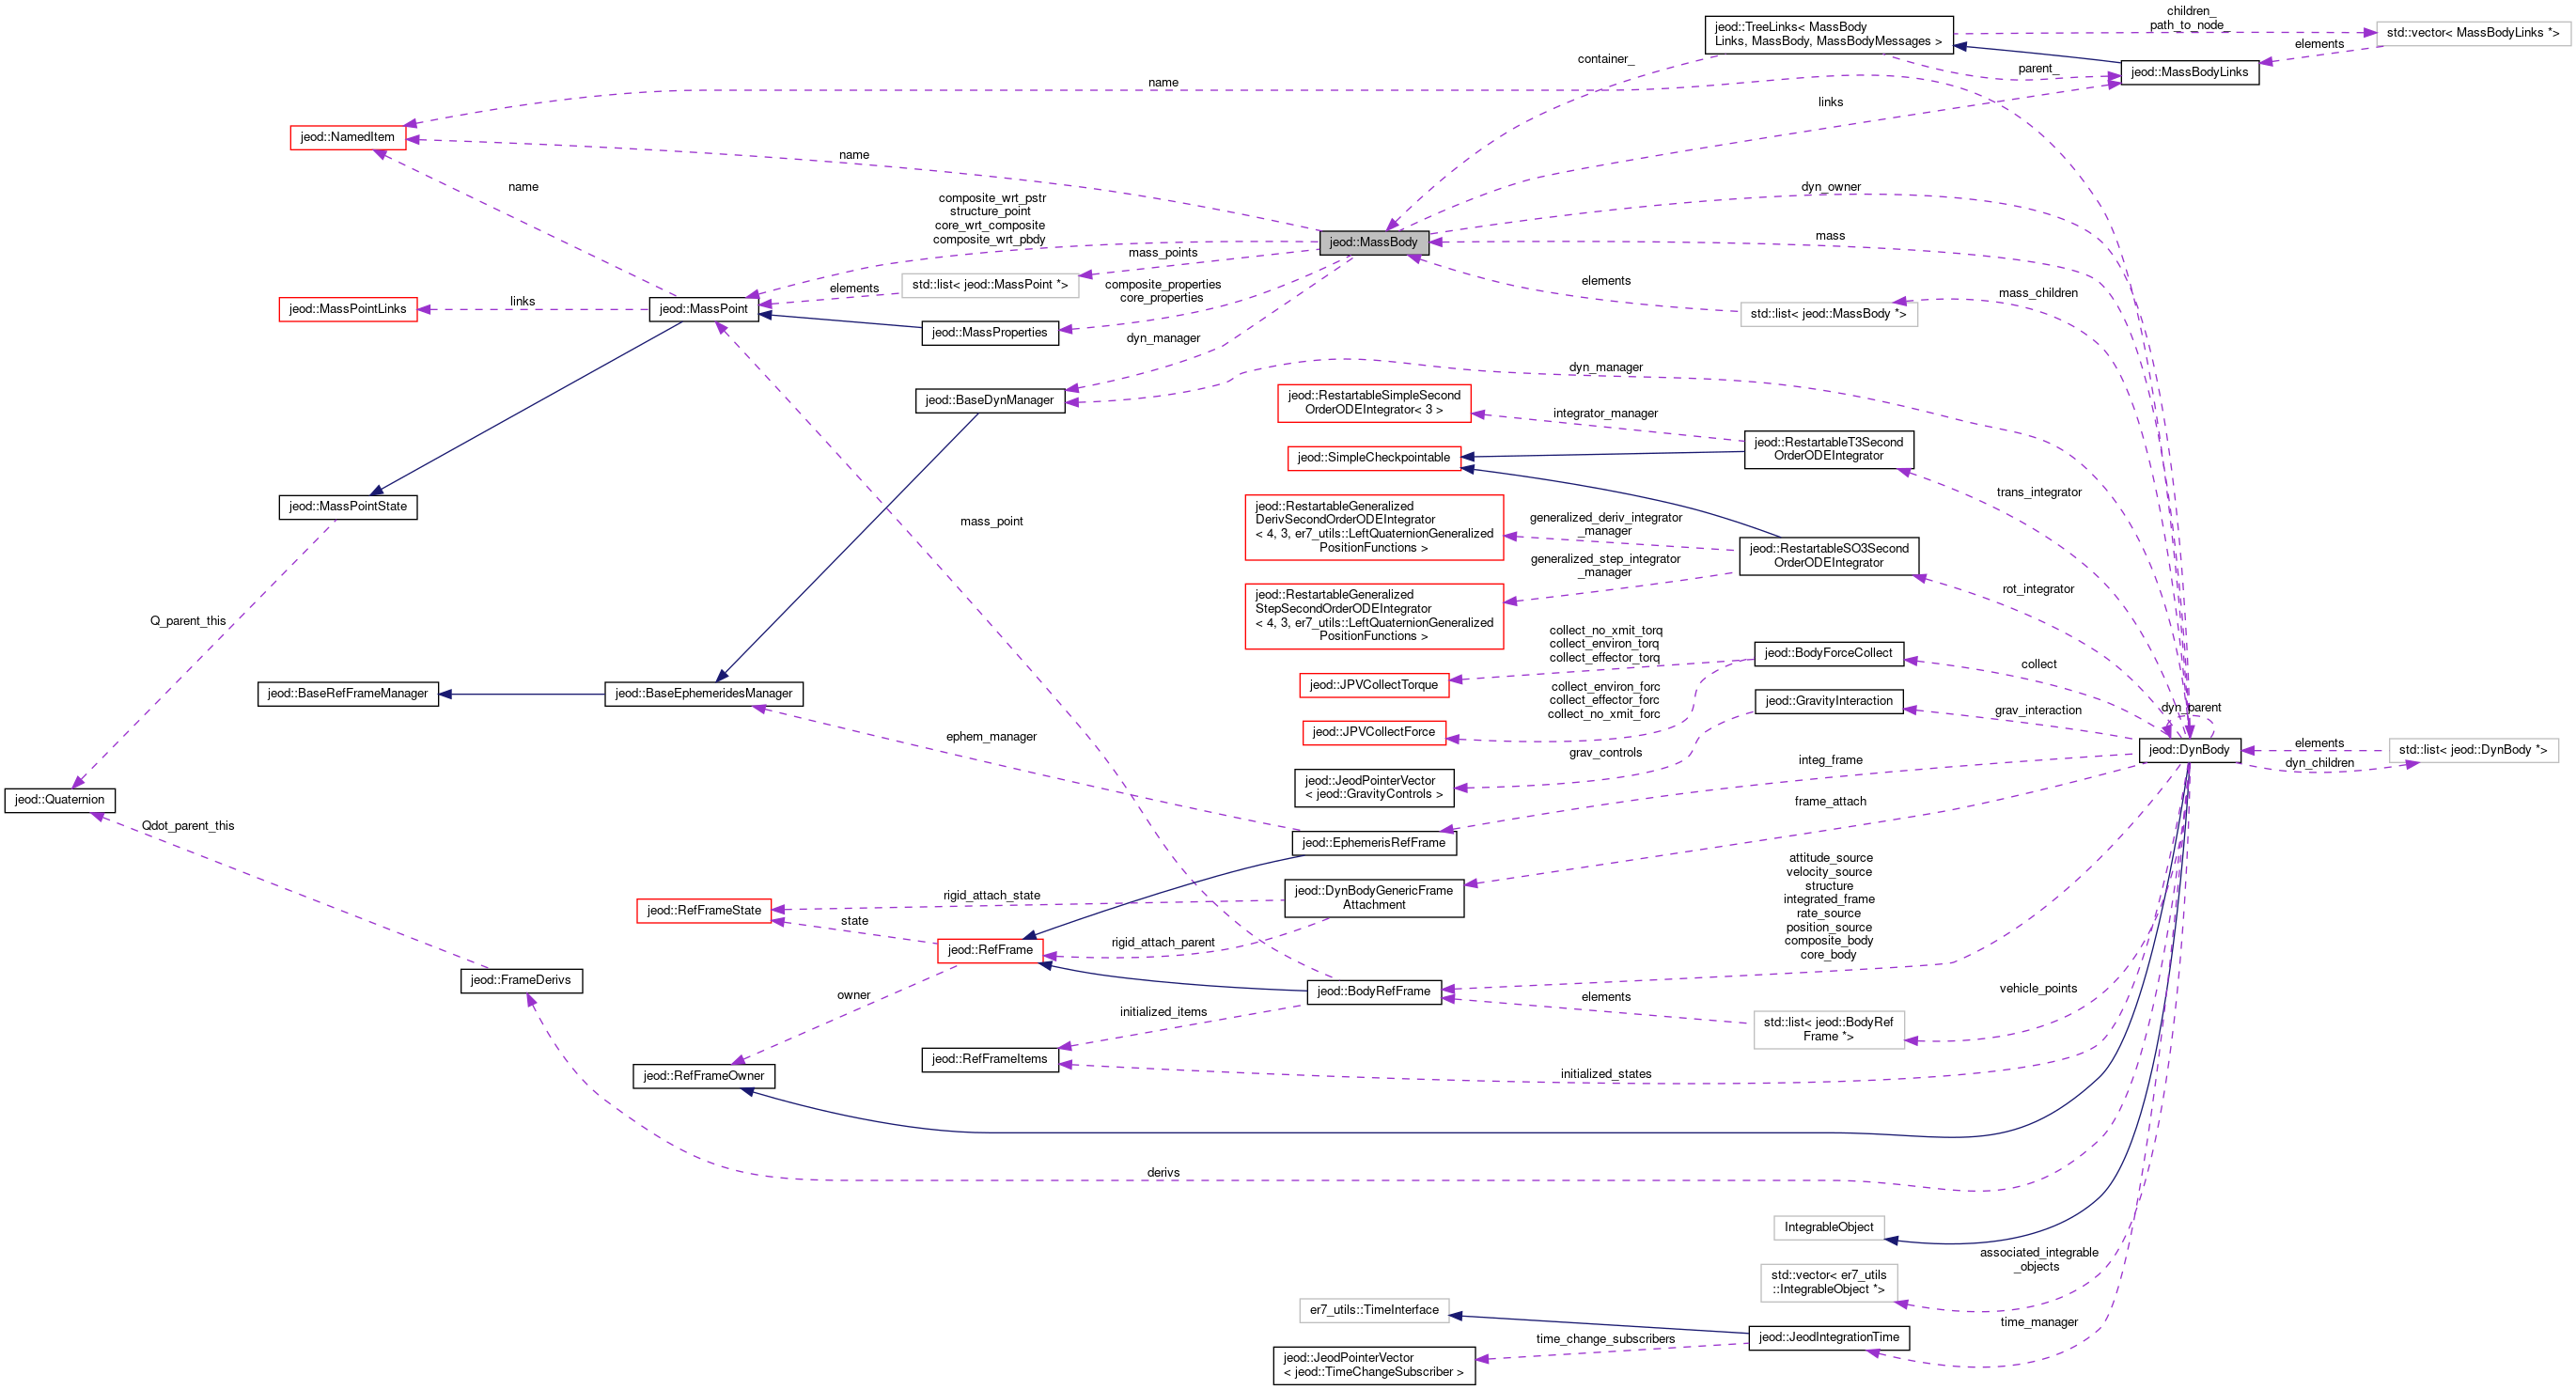 children_
path_to_node_
jeod::TreeLinks< MassBody
Links, MassBody, MassBodyMessages >
std::vector< MassBodyLinks *>
elements
container_
parent_
jeod::MassBodyLinks
name
links
jeod::NamedItem
name
name
dyn_owner
composite_wrt_pstr
structure_point
core_wrt_composite
composite_wrt_pbdy
jeod::MassBody
mass
mass_points
elements
std::list< jeod::MassPoint *>
elements
composite_properties
core_properties
mass_children
jeod::MassPointLinks
links
jeod::MassPoint
std::list< jeod::MassBody *>
jeod::MassProperties
dyn_manager
dyn_manager
jeod::BaseDynManager
jeod::RestartableSimpleSecond
OrderODEIntegrator< 3 >
integrator_manager
jeod::RestartableT3Second
OrderODEIntegrator
jeod::SimpleCheckpointable
trans_integrator
jeod::MassPointState
mass_point
jeod::RestartableGeneralized
DerivSecondOrderODEIntegrator
< 4, 3, er7_utils::LeftQuaternionGeneralized
PositionFunctions >
generalized_deriv_integrator
_manager
jeod::RestartableSO3Second
OrderODEIntegrator
generalized_step_integrator
_manager
rot_integrator
jeod::RestartableGeneralized
StepSecondOrderODEIntegrator
< 4, 3, er7_utils::LeftQuaternionGeneralized
PositionFunctions >
Q_parent_this
collect_no_xmit_torq
collect_environ_torq
collect_effector_torq
jeod::BodyForceCollect
collect
jeod::JPVCollectTorque
jeod::BaseRefFrameManager
jeod::BaseEphemeridesManager
collect_environ_forc
collect_effector_forc
collect_no_xmit_forc
jeod::GravityInteraction
grav_interaction
dyn_parent
jeod::JPVCollectForce
ephem_manager
grav_controls
integ_frame
jeod::DynBody
elements
dyn_children
std::list< jeod::DynBody *>
jeod::JeodPointerVector
< jeod::GravityControls >
jeod::Quaternion
frame_attach
Qdot_parent_this
jeod::EphemerisRefFrame
attitude_source
velocity_source
structure
integrated_frame
rate_source
position_source
composite_body
core_body
jeod::DynBodyGenericFrame
Attachment
rigid_attach_state
jeod::RefFrameState
state
rigid_attach_parent
jeod::RefFrame
jeod::FrameDerivs
owner
jeod::BodyRefFrame
elements
vehicle_points
initialized_items
std::list< jeod::BodyRef
Frame *>
jeod::RefFrameItems
jeod::RefFrameOwner
initialized_states
derivs
IntegrableObject
associated_integrable
_objects
std::vector< er7_utils
::IntegrableObject *>
er7_utils::TimeInterface
time_manager
time_change_subscribers
jeod::JeodIntegrationTime
jeod::JeodPointerVector
< jeod::TimeChangeSubscriber >